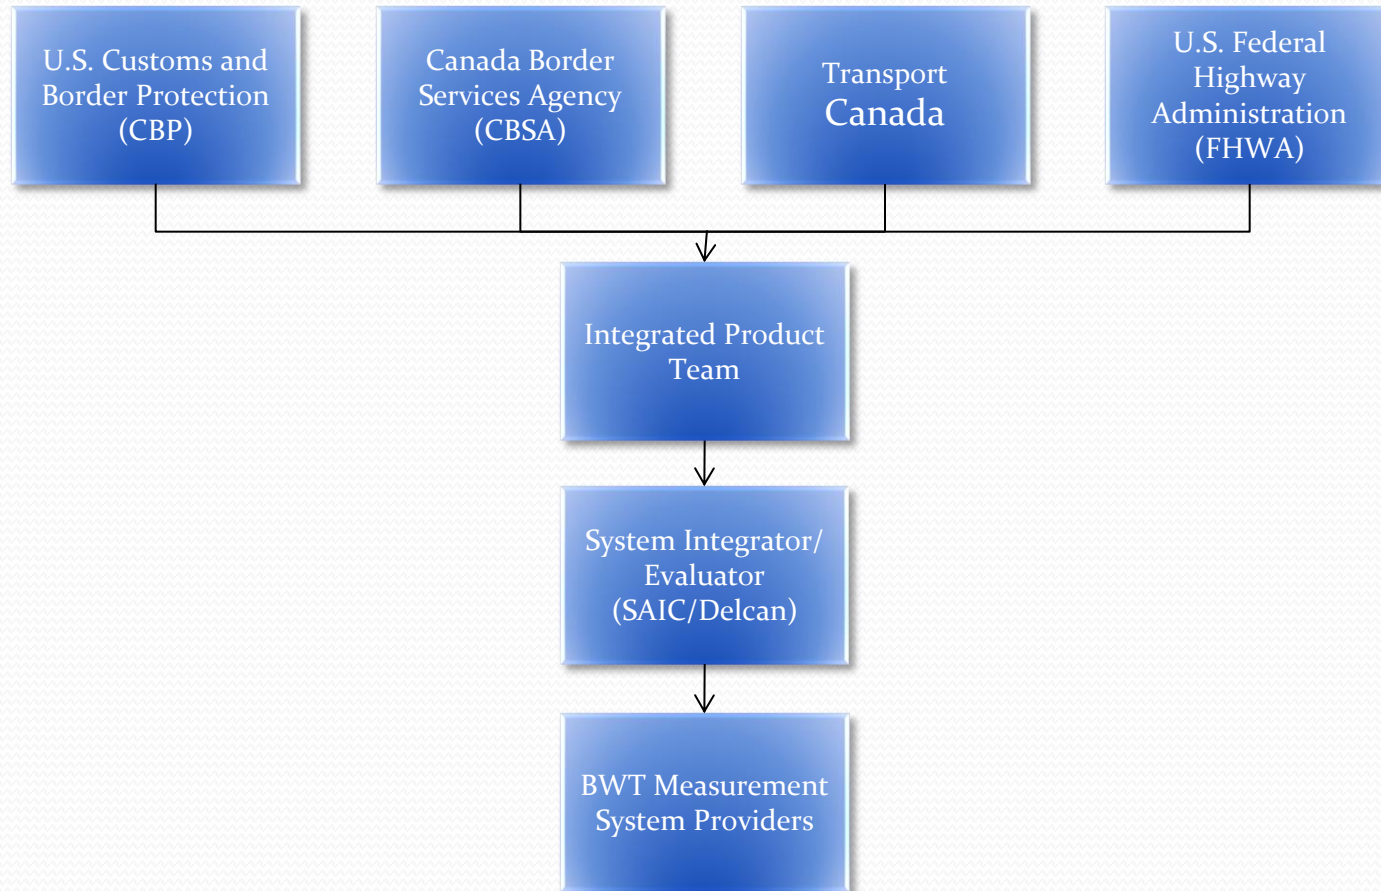 U.S. Customs and
Border Protection
(CBP)
Canada Border
Services Agency
(CBSA)
Transport
Canada
U.S. Federal
Highway
Administration
(FHWA)
Integrated Product
Team
System Integrator/
Evaluator
(SAIC/Delcan)
BWT Measurement
System Providers